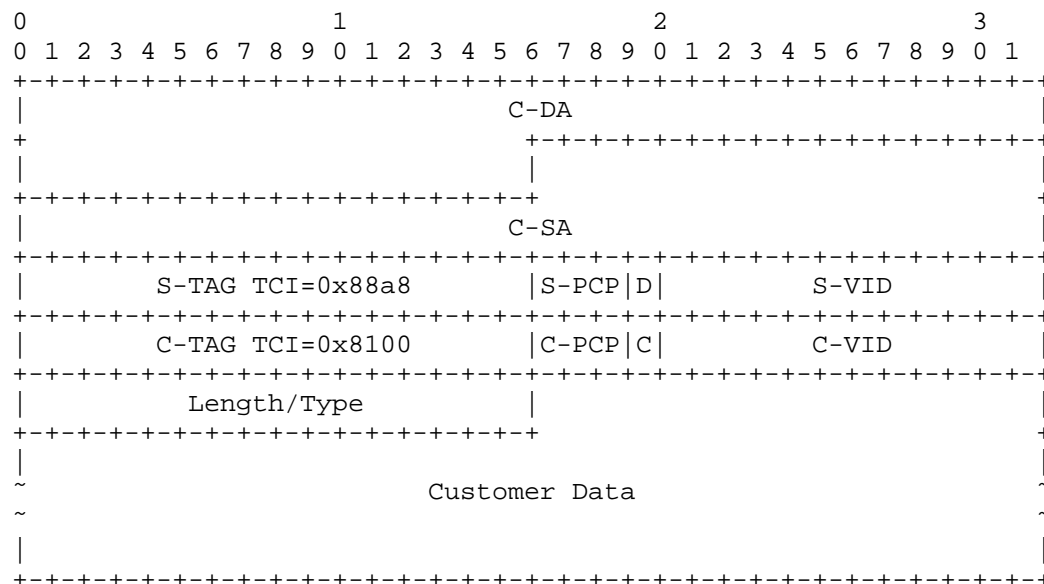 0                   1                   2                   3
0 1 2 3 4 5 6 7 8 9 0 1 2 3 4 5 6 7 8 9 0 1 2 3 4 5 6 7 8 9 0 1
+-+-+-+-+-+-+-+-+-+-+-+-+-+-+-+-+-+-+-+-+-+-+-+-+-+-+-+-+-+-+-+-+
|                              C-DA                             |
+                               +-+-+-+-+-+-+-+-+-+-+-+-+-+-+-+-+
|                               |                               |
+-+-+-+-+-+-+-+-+-+-+-+-+-+-+-+-+                               +
|                              C-SA                             |
+-+-+-+-+-+-+-+-+-+-+-+-+-+-+-+-+-+-+-+-+-+-+-+-+-+-+-+-+-+-+-+-+
|        S-TAG TCI=0x88a8       |S-PCP|D|         S-VID         |
+-+-+-+-+-+-+-+-+-+-+-+-+-+-+-+-+-+-+-+-+-+-+-+-+-+-+-+-+-+-+-+-+
|        C-TAG TCI=0x8100       |C-PCP|C|         C-VID         |
+-+-+-+-+-+-+-+-+-+-+-+-+-+-+-+-+-+-+-+-+-+-+-+-+-+-+-+-+-+-+-+-+
|          Length/Type          |                               |
+-+-+-+-+-+-+-+-+-+-+-+-+-+-+-+-+                               +
|                                                               |
~                         Customer Data                         ~
~                                                               ~
|                                                               |
+-+-+-+-+-+-+-+-+-+-+-+-+-+-+-+-+-+-+-+-+-+-+-+-+-+-+-+-+-+-+-+-+